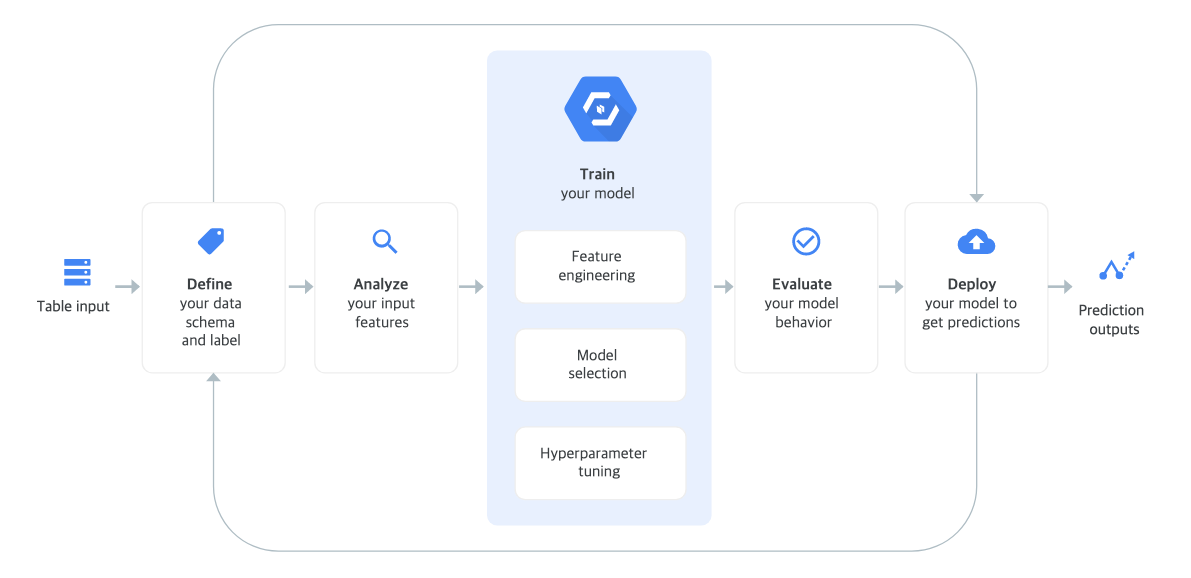 Table input
Define
your data
schema
and label
Analyze
your input
features
Train
your model
Feature
engineering
Model
selection
Hyperparameter
tuning
Evaluate
your model
behavior
Deploy
your model to
get predictions
Prediction
outputs